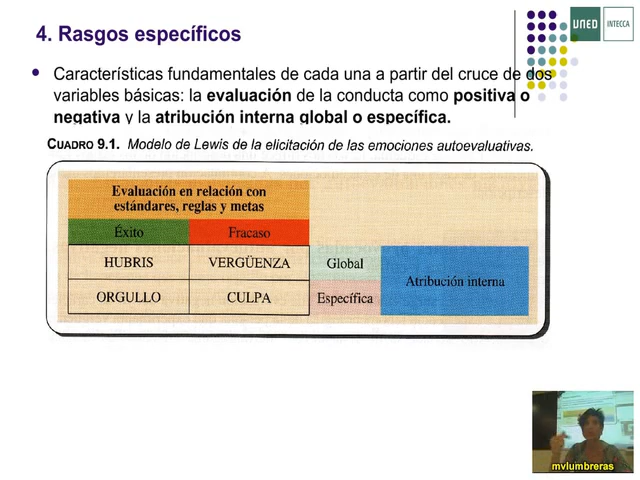 4. Rasgos específicos
UNED
INTECCA
Características fundamentales de cada una a partir del cruce de dos
variables básicas: la evaluación de la conducta como positiva o
negativa y la atribución interna global o específica.
CUADRO 9.1. Modelo de Lewis de la elicitación de las emociones autoevaluativas.
Evaluación en relación con
estándares, reglas y metas
Éxito Fracaso
HUBRIS VERGÜENZA Global
Atribución interna
ORGULLO CULPA Específica
mvlumbreras